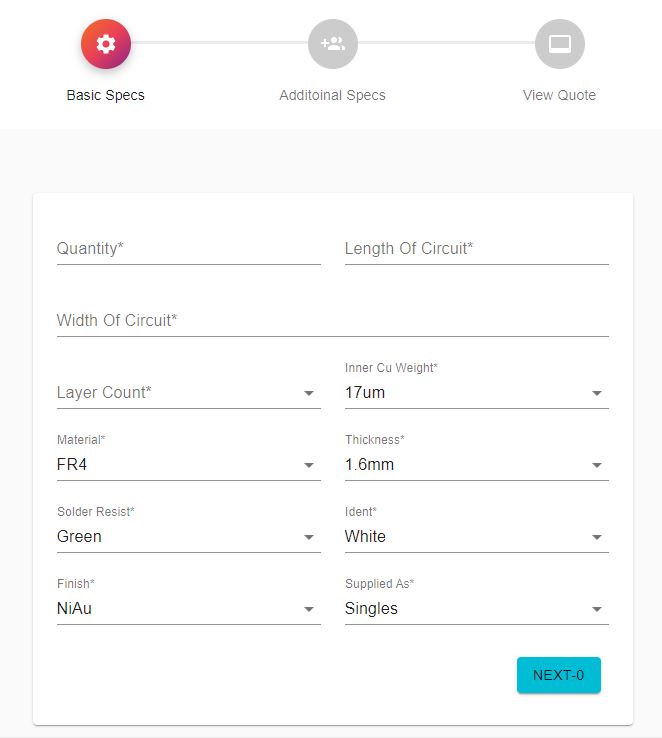 Basic Specs
Additoinal Specs
View Quote
Quantity*
Length Of Circuit*
Width Of Circuit*
Layer Count*
Inner Cu Weight*
17um
Material*
FR4
Thickness*
1.6mm
Solder Resist*
Green
Ident*
White
Finish*
NiAu
Supplied As*
Singles
NEXT-0